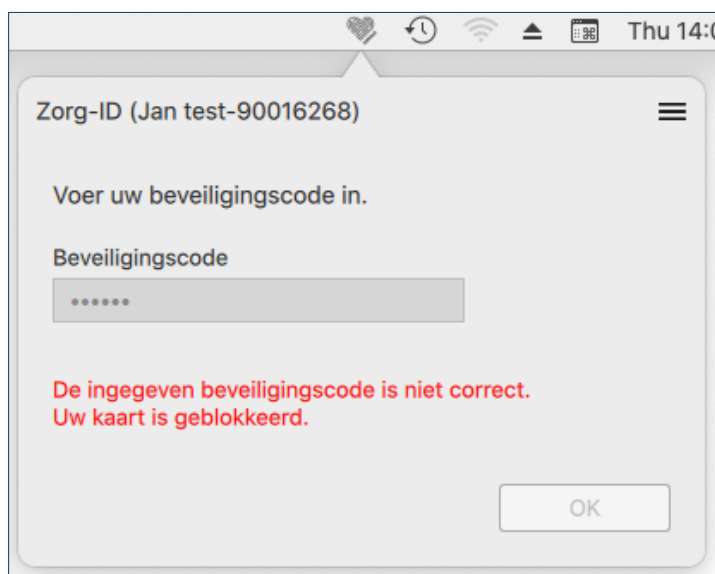 Thu 14:0
Zorg-ID (Jan test-90016268)
Voer uw beveiligingscode in.
Beveiligingscode
••••••
De ingegeven beveiligingscode is niet correct.
Uw kaart is geblokkeerd.
OK